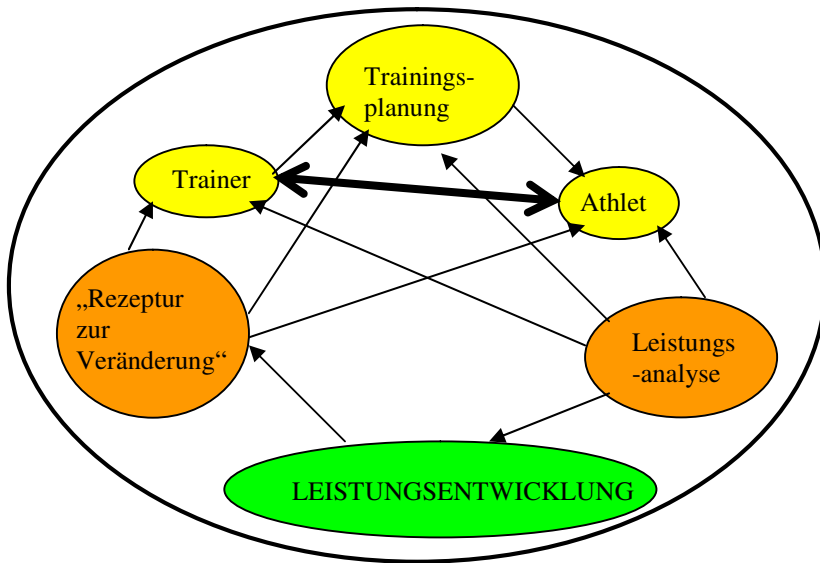 Trainings-
planung
Trainer
Athlet
„Rezeptur
zur
Veränderung“
Leistungs
-analyse
LEISTUNGSENTWICKLUNG